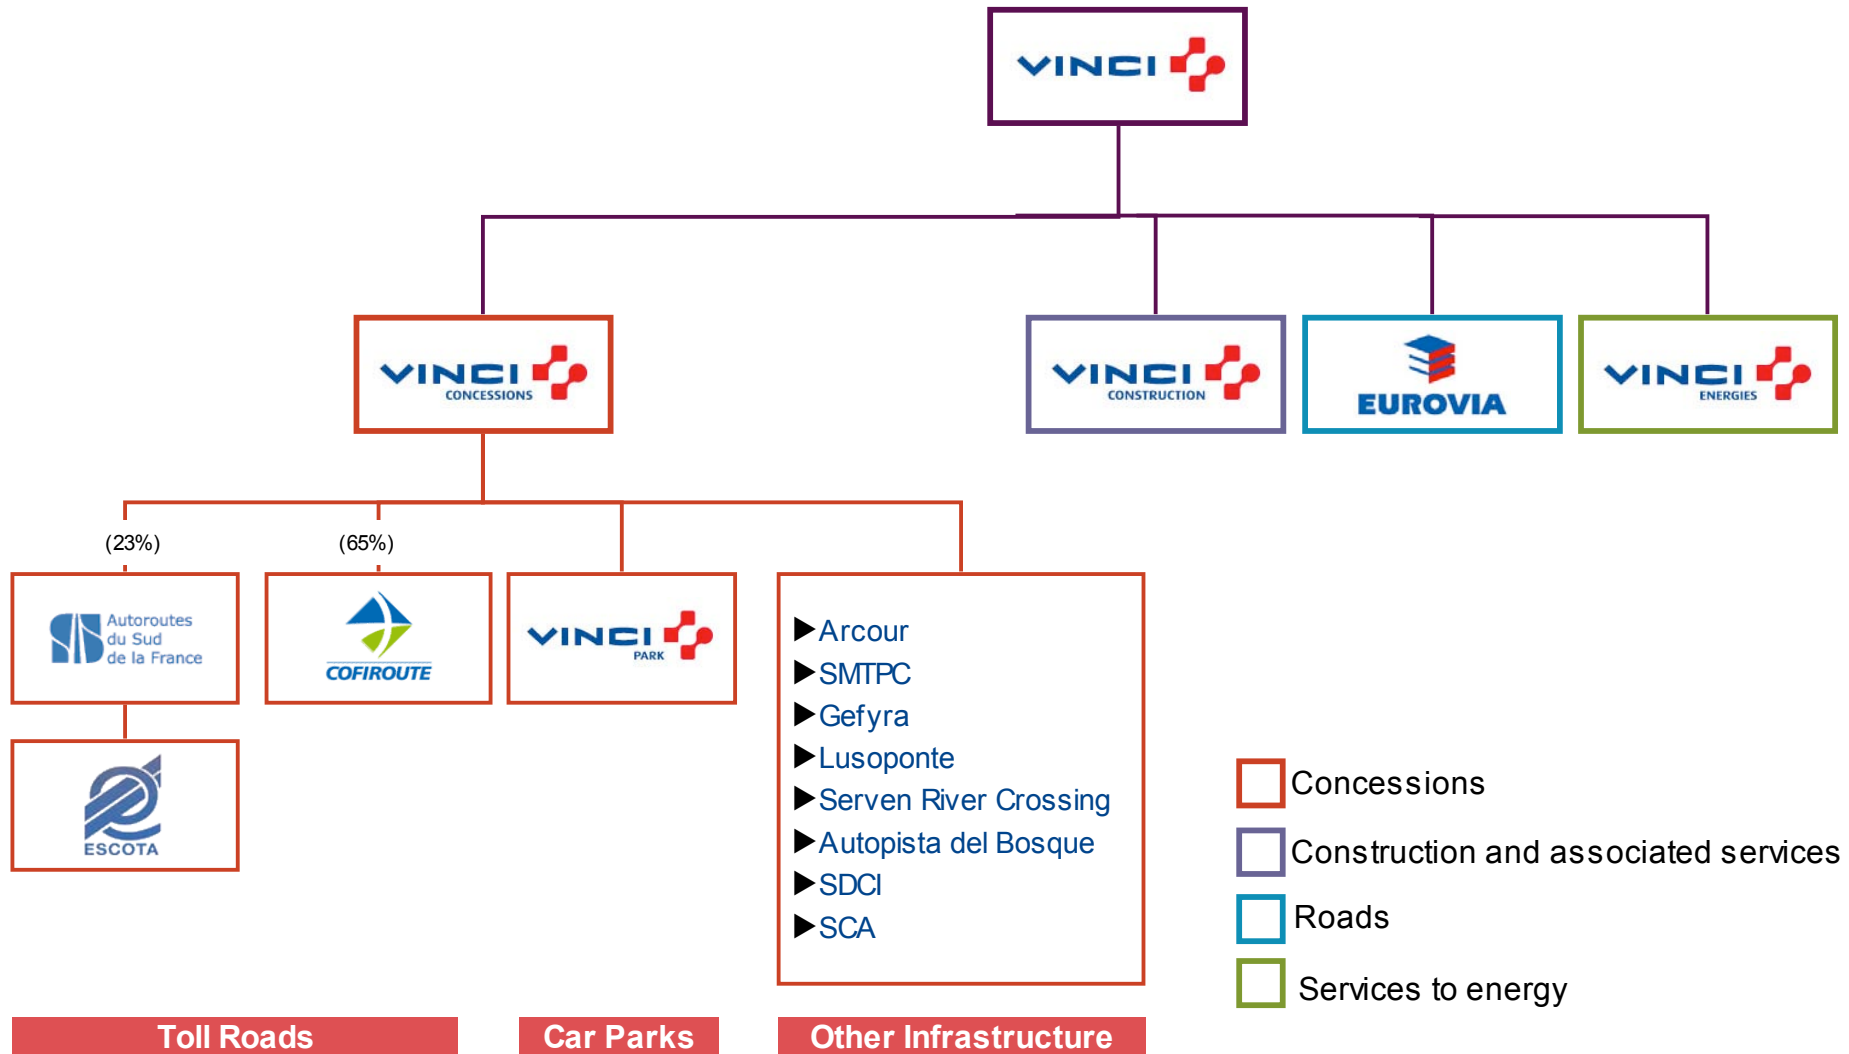 VINCI
VINCI
CONCESSIONS
VINCI
CONSTRUCTION
EUROVIA
VINCI
ENERGIES
(23%)
(65%)
Autoroutes
du Sud
de la France
COFIROUTE
VINCI
PARK
ESCOTA
▶Arcour
▶SMTPC
▶Gefyra
▶Lusoponte
▶Serven River Crossing
▶Autopista del Bosque
▶SDCI
▶SCA
Concessions
Construction and associated services
Roads
Services to energy
Toll Roads
Car Parks
Other Infrastructure